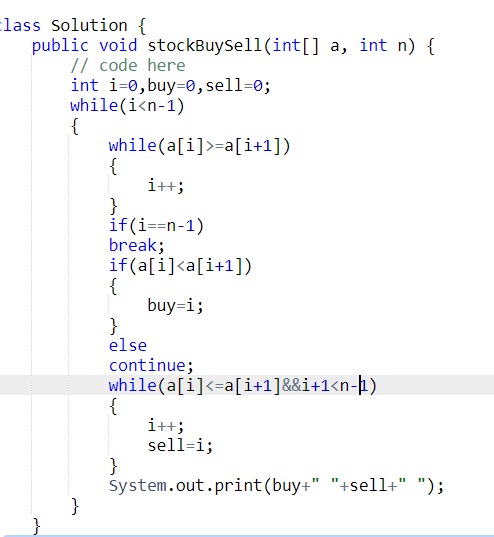 class Solution {
    public void stockBuySell(int[] a, int n) {
        // code here
        int i=0,buy=0,sell=0;
        while(i<n-1)
        {
            while(a[i]>=a[i+1])
            {
                i++;
            }
            if(i==n-1)
            break;
            if(a[i]<a[i+1])
            {
                buy=i;
            }
            else
            continue;
            while(a[i]<=a[i+1]&&i+1<n-1)
            {
                i++;
                sell=i;
            }
            System.out.print(buy+" "+sell+" ");
        }
    }